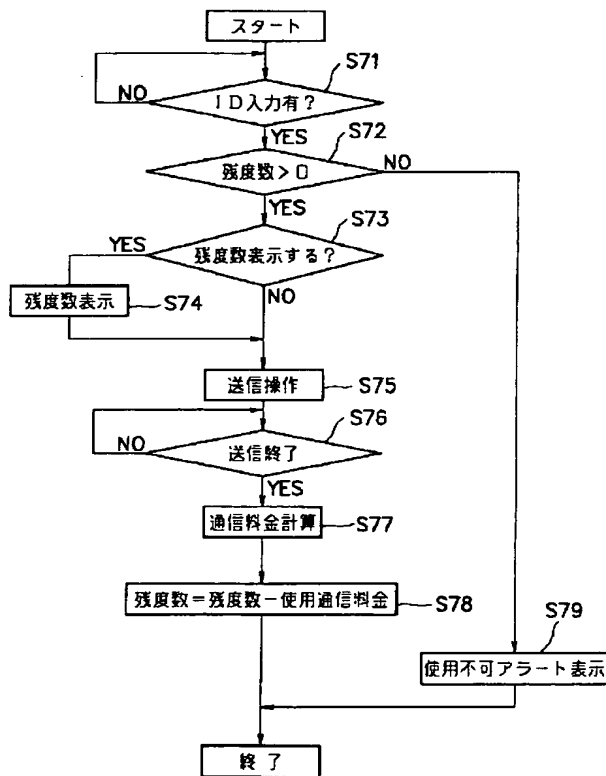 スタート
S71
NO
ID入力有?
YES
S72
残度数>0
NO
YES
S73
YES
残度数表示する?
残度数表示
S74
NO
送信操作
S75
S76
NO
送信終了
YES
通信料金計算
S77
残度数=残度数-使用通信料金
S78
S79
使用不可アラート表示
終了